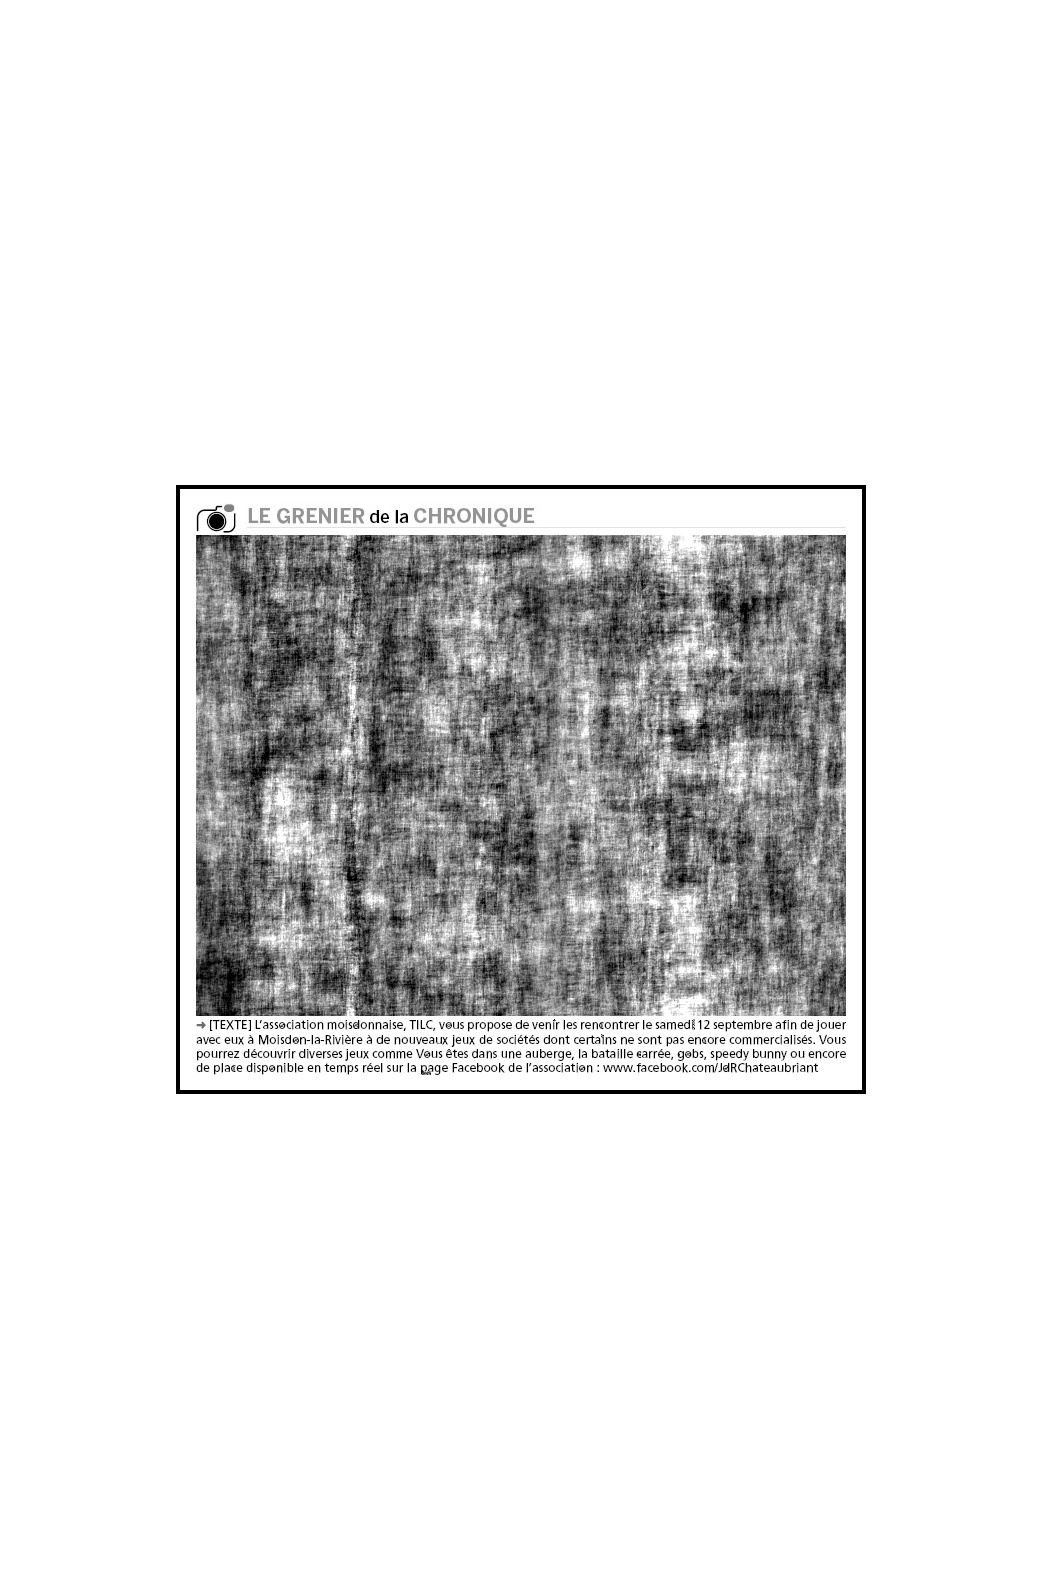 LE GRENIER de la CHRONIQUE
➜ [TEXTE] L'association moisdonnaise, TILC, vous propose de venir les rencontrer le samedi 12 septembre afin de jouer
avec eux à Moisdon-la-Rivière à de nouveaux jeux de sociétés dont certains ne sont pas encore commercialisés. Vous
pourrez découvrir diverses jeux comme Vous êtes dans une auberge, la bataille carrée, gobs, speedy bunny ou encore
de place disponible en temps réel sur la page Facebook de l'association : www.facebook.com/JdRChateaubriant